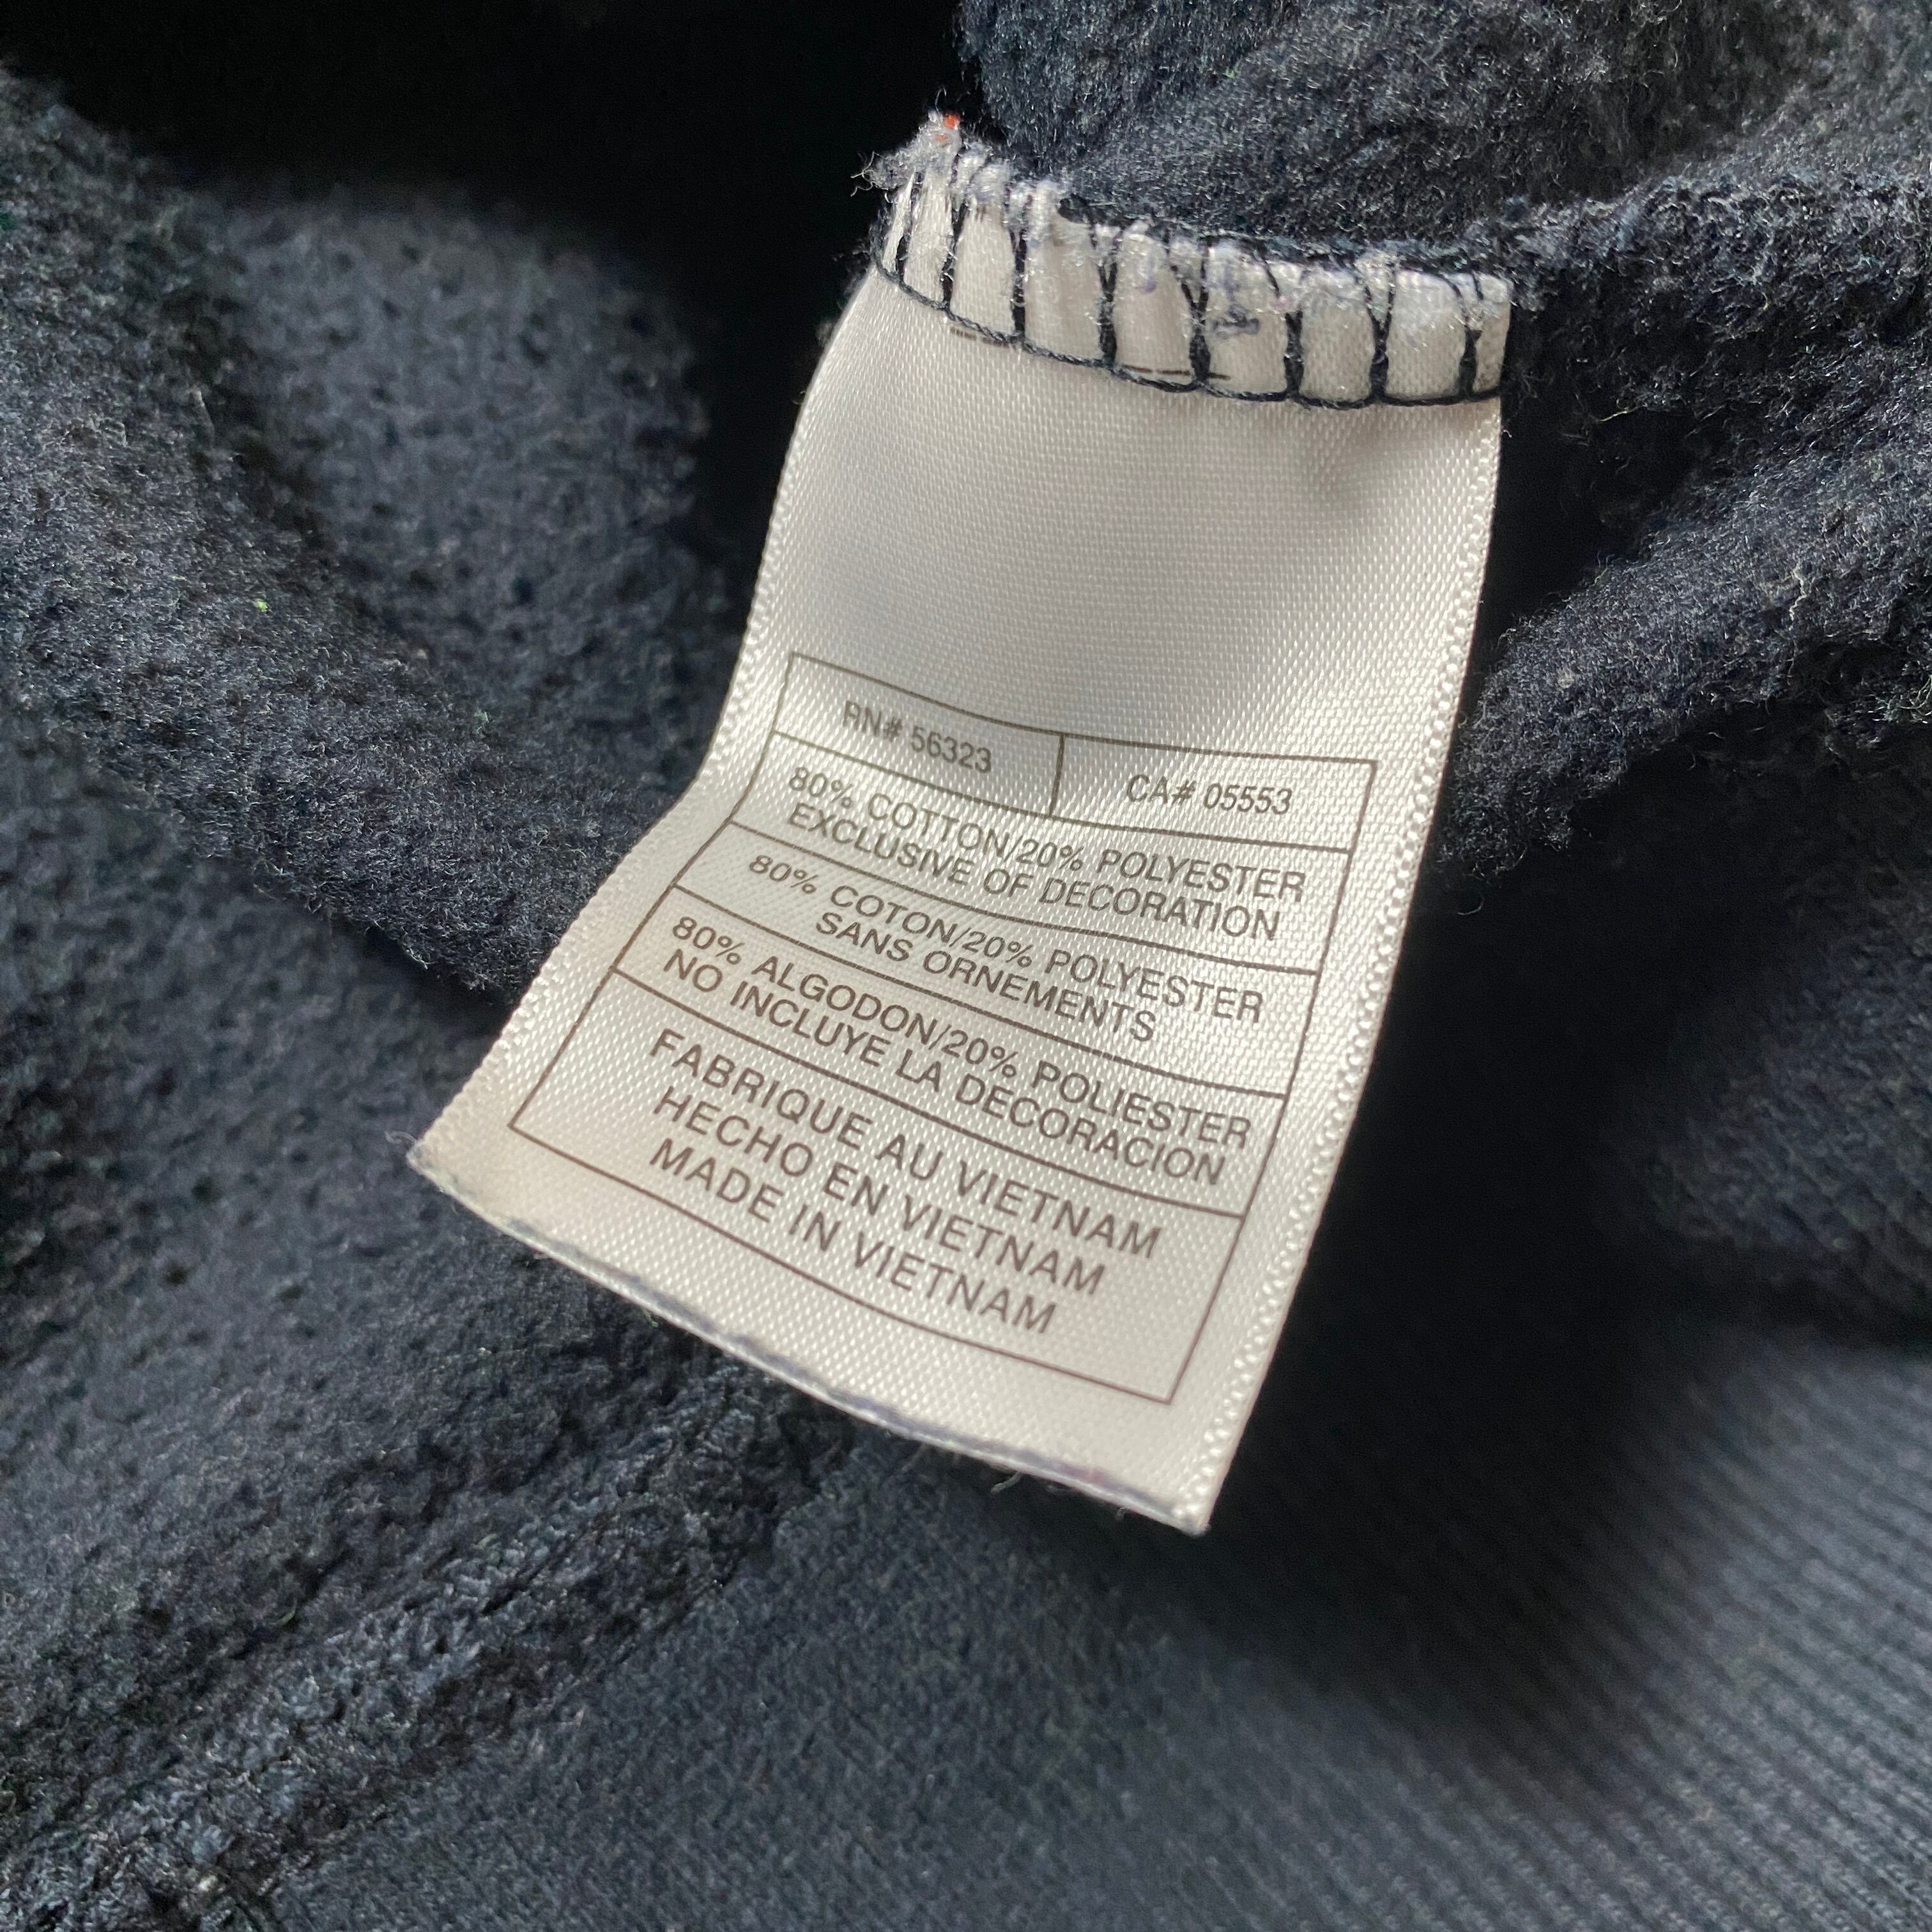 RN# 56323
CA# 05553
80% COTTON/20% POLYESTER
EXCLUSIVE OF DECORATION
80% COTON/20% POLYESTER
SANS ORNEMENTS
80% ALGODON/20% POLIESTER
NO INCLUYE LA DECORACION
FABRIQUE AU VIETNAM
HECHO EN VIETNAM
MADE IN VIETNAM